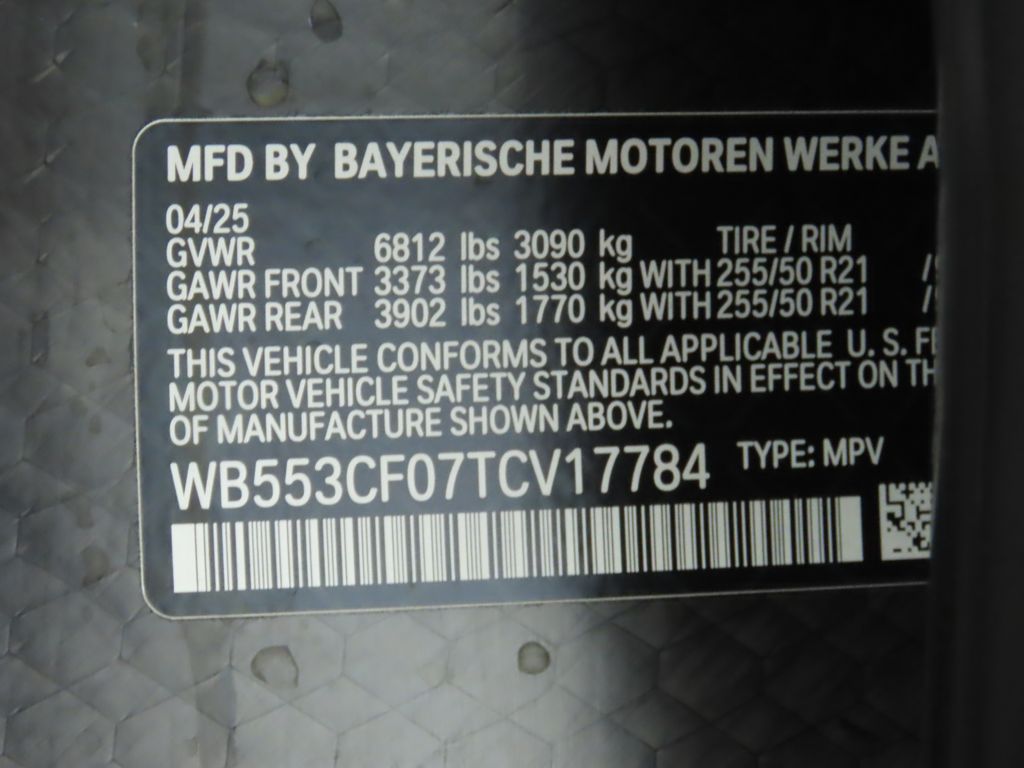 MFD BY BAYERISCHE MOTOREN WERKE A
04/25
GVWR 6812 lbs 3090 kg TIRE / RIM
GAWR FRONT 3373 lbs 1530 kg WITH 255/50 R21 /
GAWR REAR 3902 lbs 1770 kg WITH 255/50 R21 /
THIS VEHICLE CONFORMS TO ALL APPLICABLE U. S.
MOTOR VEHICLE SAFETY STANDARDS IN EFFECT ON
OF MANUFACTURE SHOWN ABOVE.
WB553CF07TCV17784 TYPE: MPV